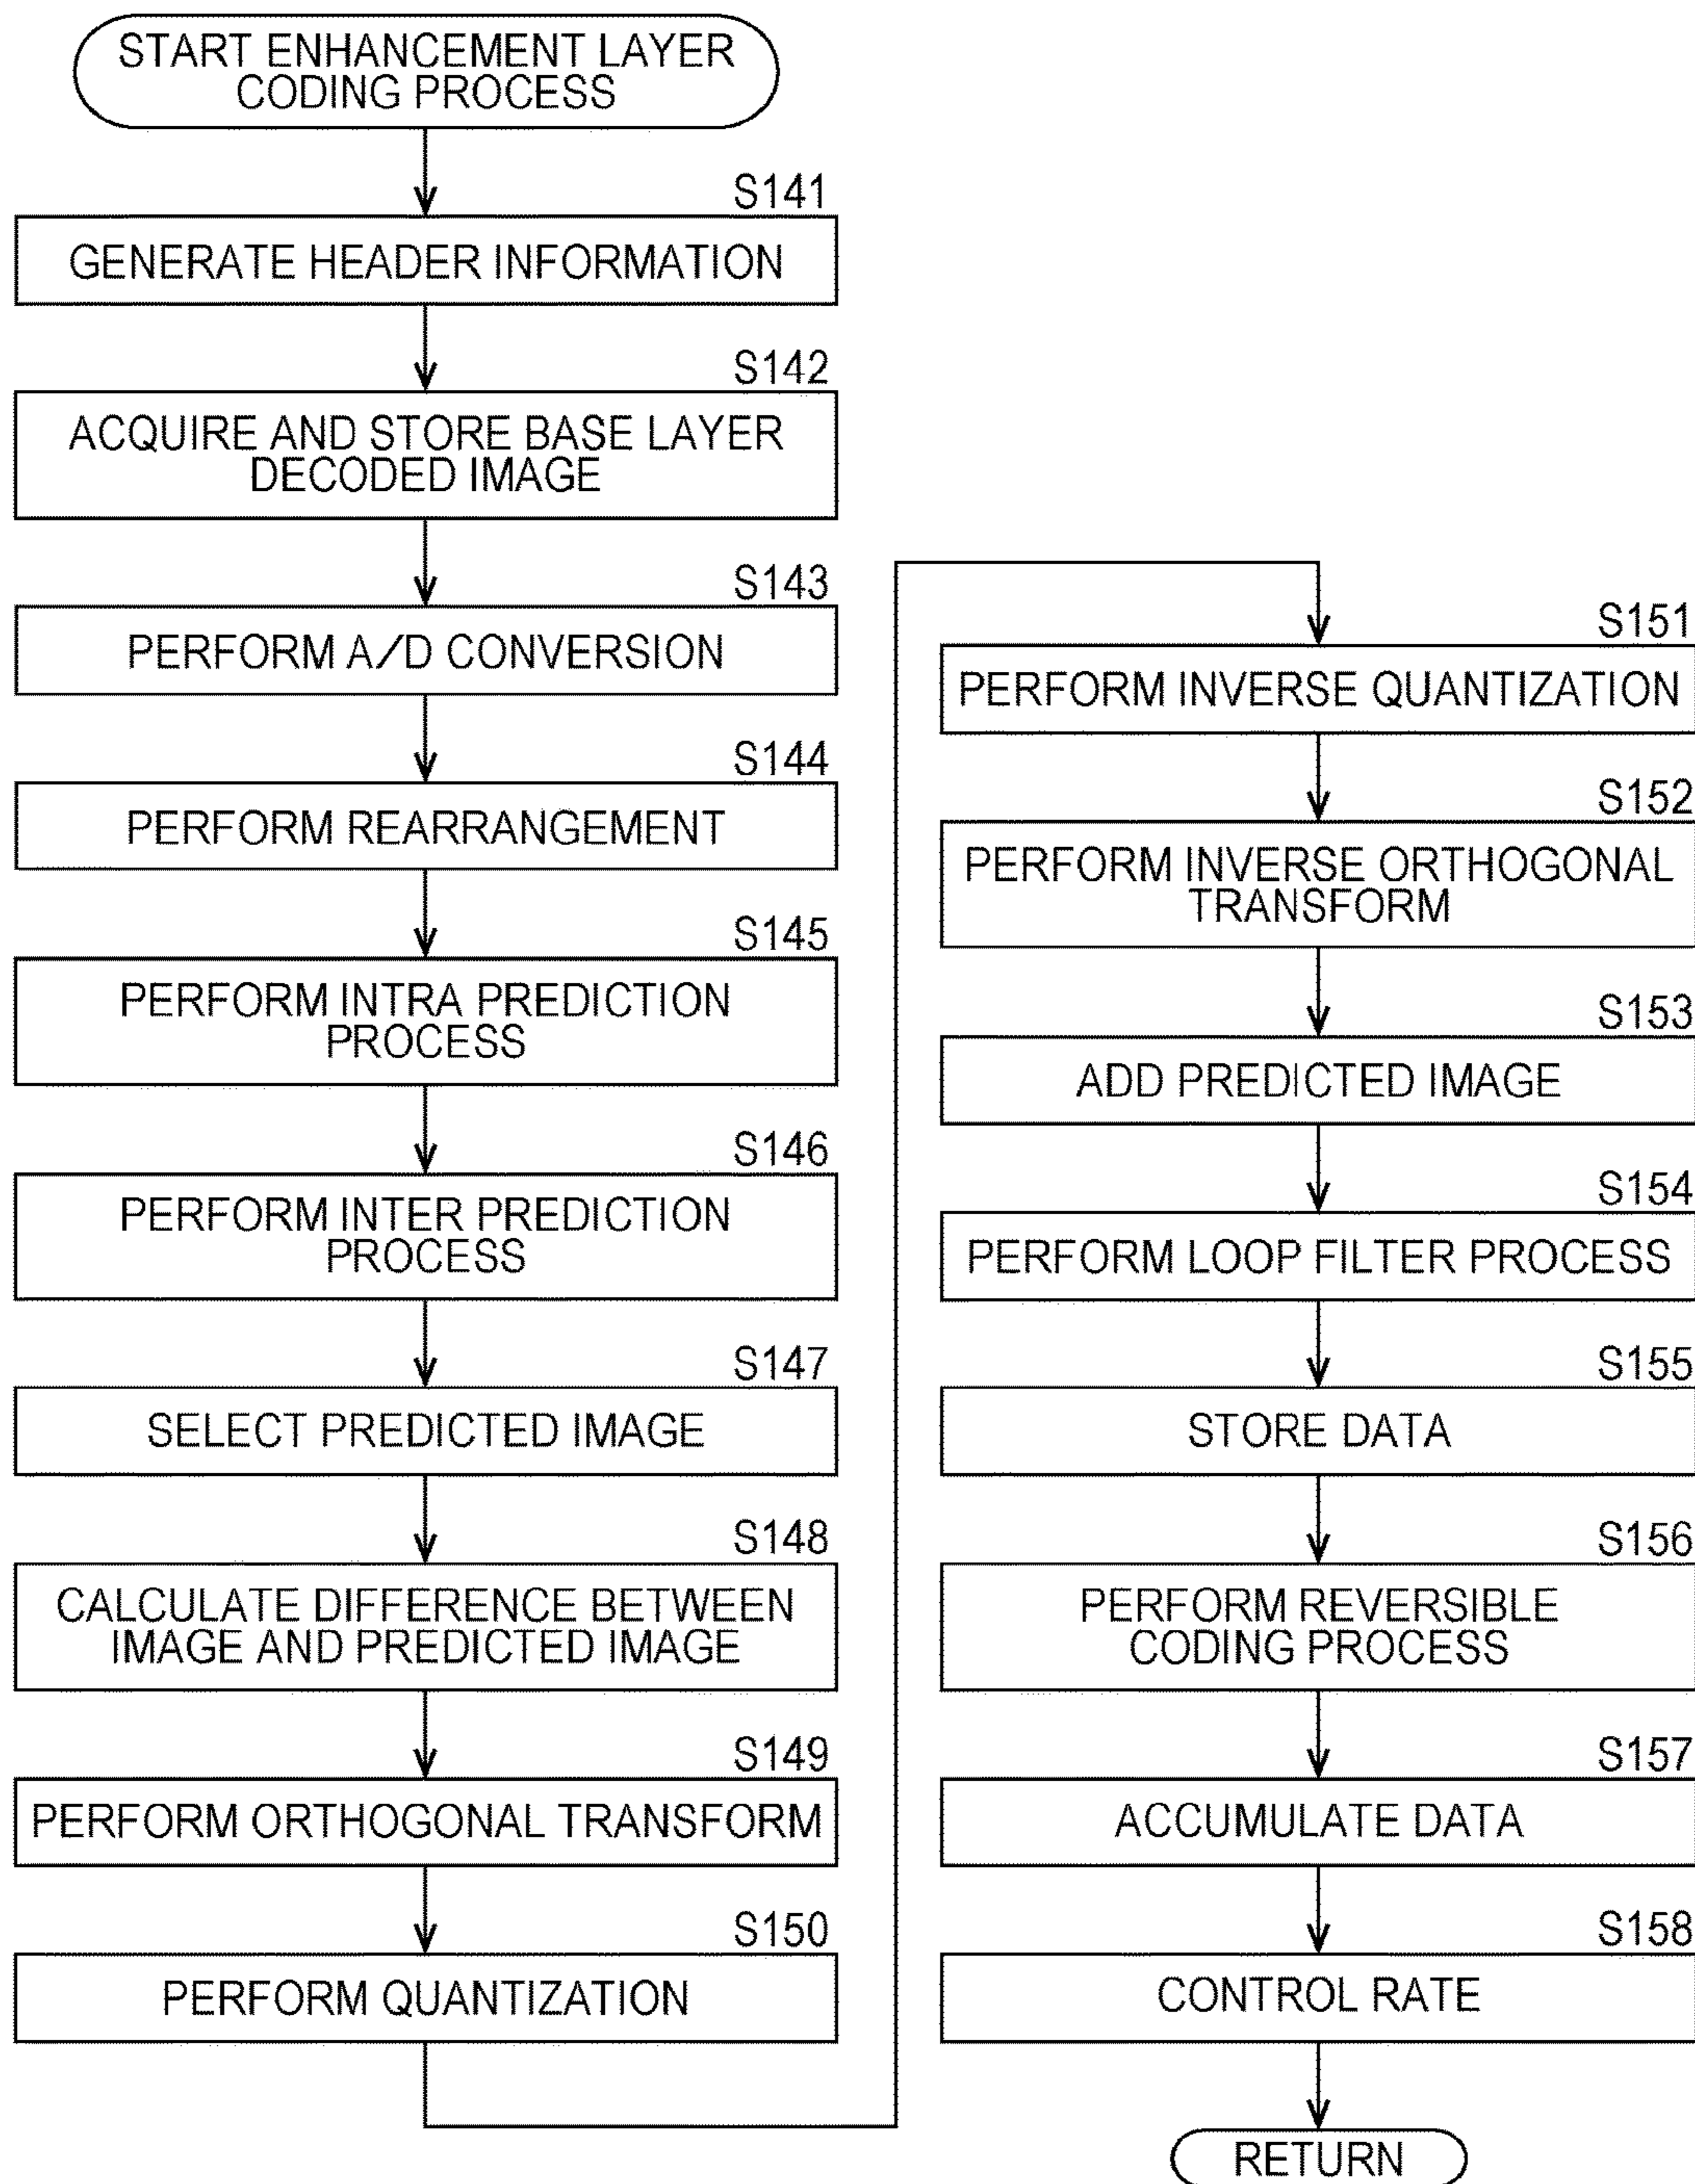 START ENHANCEMENT LAYER
CODING PROCESS
S141
GENERATE HEADER INFORMATION
S142
ACQUIRE AND STORE BASE LAYER
DECODED IMAGE
S143
PERFORM A/D CONVERSION
S144
PERFORM REARRANGEMENT
S145
PERFORM INTRA PREDICTION
PROCESS
S146
PERFORM INTER PREDICTION
PROCESS
S147
SELECT PREDICTED IMAGE
S148
CALCULATE DIFFERENCE BETWEEN
IMAGE AND PREDICTED IMAGE
S149
PERFORM ORTHOGONAL TRANSFORM
S150
PERFORM QUANTIZATION
S151
PERFORM INVERSE QUANTIZATION
S152
PERFORM INVERSE ORTHOGONAL
TRANSFORM
S153
ADD PREDICTED IMAGE
S154
PERFORM LOOP FILTER PROCESS
S155
STORE DATA
S156
PERFORM REVERSIBLE
CODING PROCESS
S157
ACCUMULATE DATA
S158
CONTROL RATE
RETURN